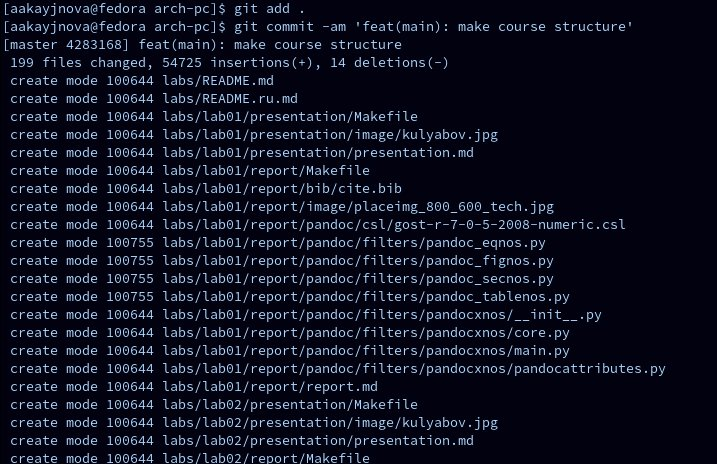 [aakayjnova@fedora arch-pc]$ git add .
[aakayjnova@fedora arch-pc]$ git commit -am 'feat(main): make course structure'
[master 4283168] feat(main): make course structure
 199 files changed, 54725 insertions(+), 14 deletions(-)
 create mode 100644 labs/README.md
 create mode 100644 labs/README.ru.md
 create mode 100644 labs/lab01/presentation/Makefile
 create mode 100644 labs/lab01/presentation/image/kulyabov.jpg
 create mode 100644 labs/lab01/presentation/presentation.md
 create mode 100644 labs/lab01/report/Makefile
 create mode 100644 labs/lab01/report/bib/cite.bib
 create mode 100644 labs/lab01/report/image/placeimg_800_600_tech.jpg
 create mode 100644 labs/lab01/report/pandoc/csl/gost-r-7-0-5-2008-numeric.csl
 create mode 100755 labs/lab01/report/pandoc/filters/pandoc_eqnos.py
 create mode 100755 labs/lab01/report/pandoc/filters/pandoc_fignos.py
 create mode 100755 labs/lab01/report/pandoc/filters/pandoc_secnos.py
 create mode 100755 labs/lab01/report/pandoc/filters/pandoc_tablenos.py
 create mode 100644 labs/lab01/report/pandoc/filters/pandocxnos/__init__.py
 create mode 100644 labs/lab01/report/pandoc/filters/pandocxnos/core.py
 create mode 100644 labs/lab01/report/pandoc/filters/pandocxnos/main.py
 create mode 100644 labs/lab01/report/pandoc/filters/pandocxnos/pandocattributes.py
 create mode 100644 labs/lab01/report/report.md
 create mode 100644 labs/lab02/presentation/Makefile
 create mode 100644 labs/lab02/presentation/image/kulyabov.jpg
 create mode 100644 labs/lab02/presentation/presentation.md
 create mode 100644 labs/lab02/report/Makefile